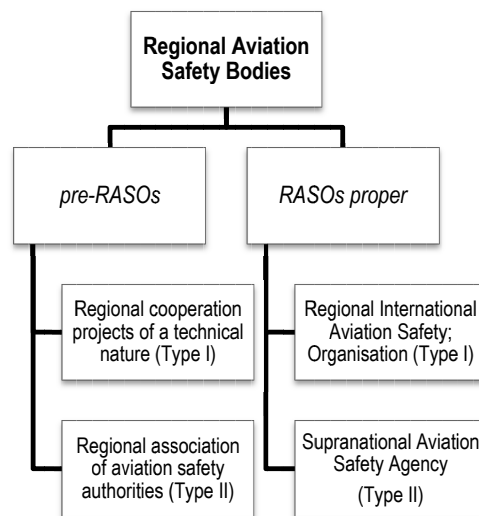 Regional Aviation
Safety Bodies
pre-RASOs
RASOs proper
Regional cooperation
projects of a technical
nature (Type I)
Regional International
Aviation Safety;
Organisation (Type I)
Regional association
of aviation safety
authorities (Type II)
Supranational Aviation
Safety Agency
(Type II)